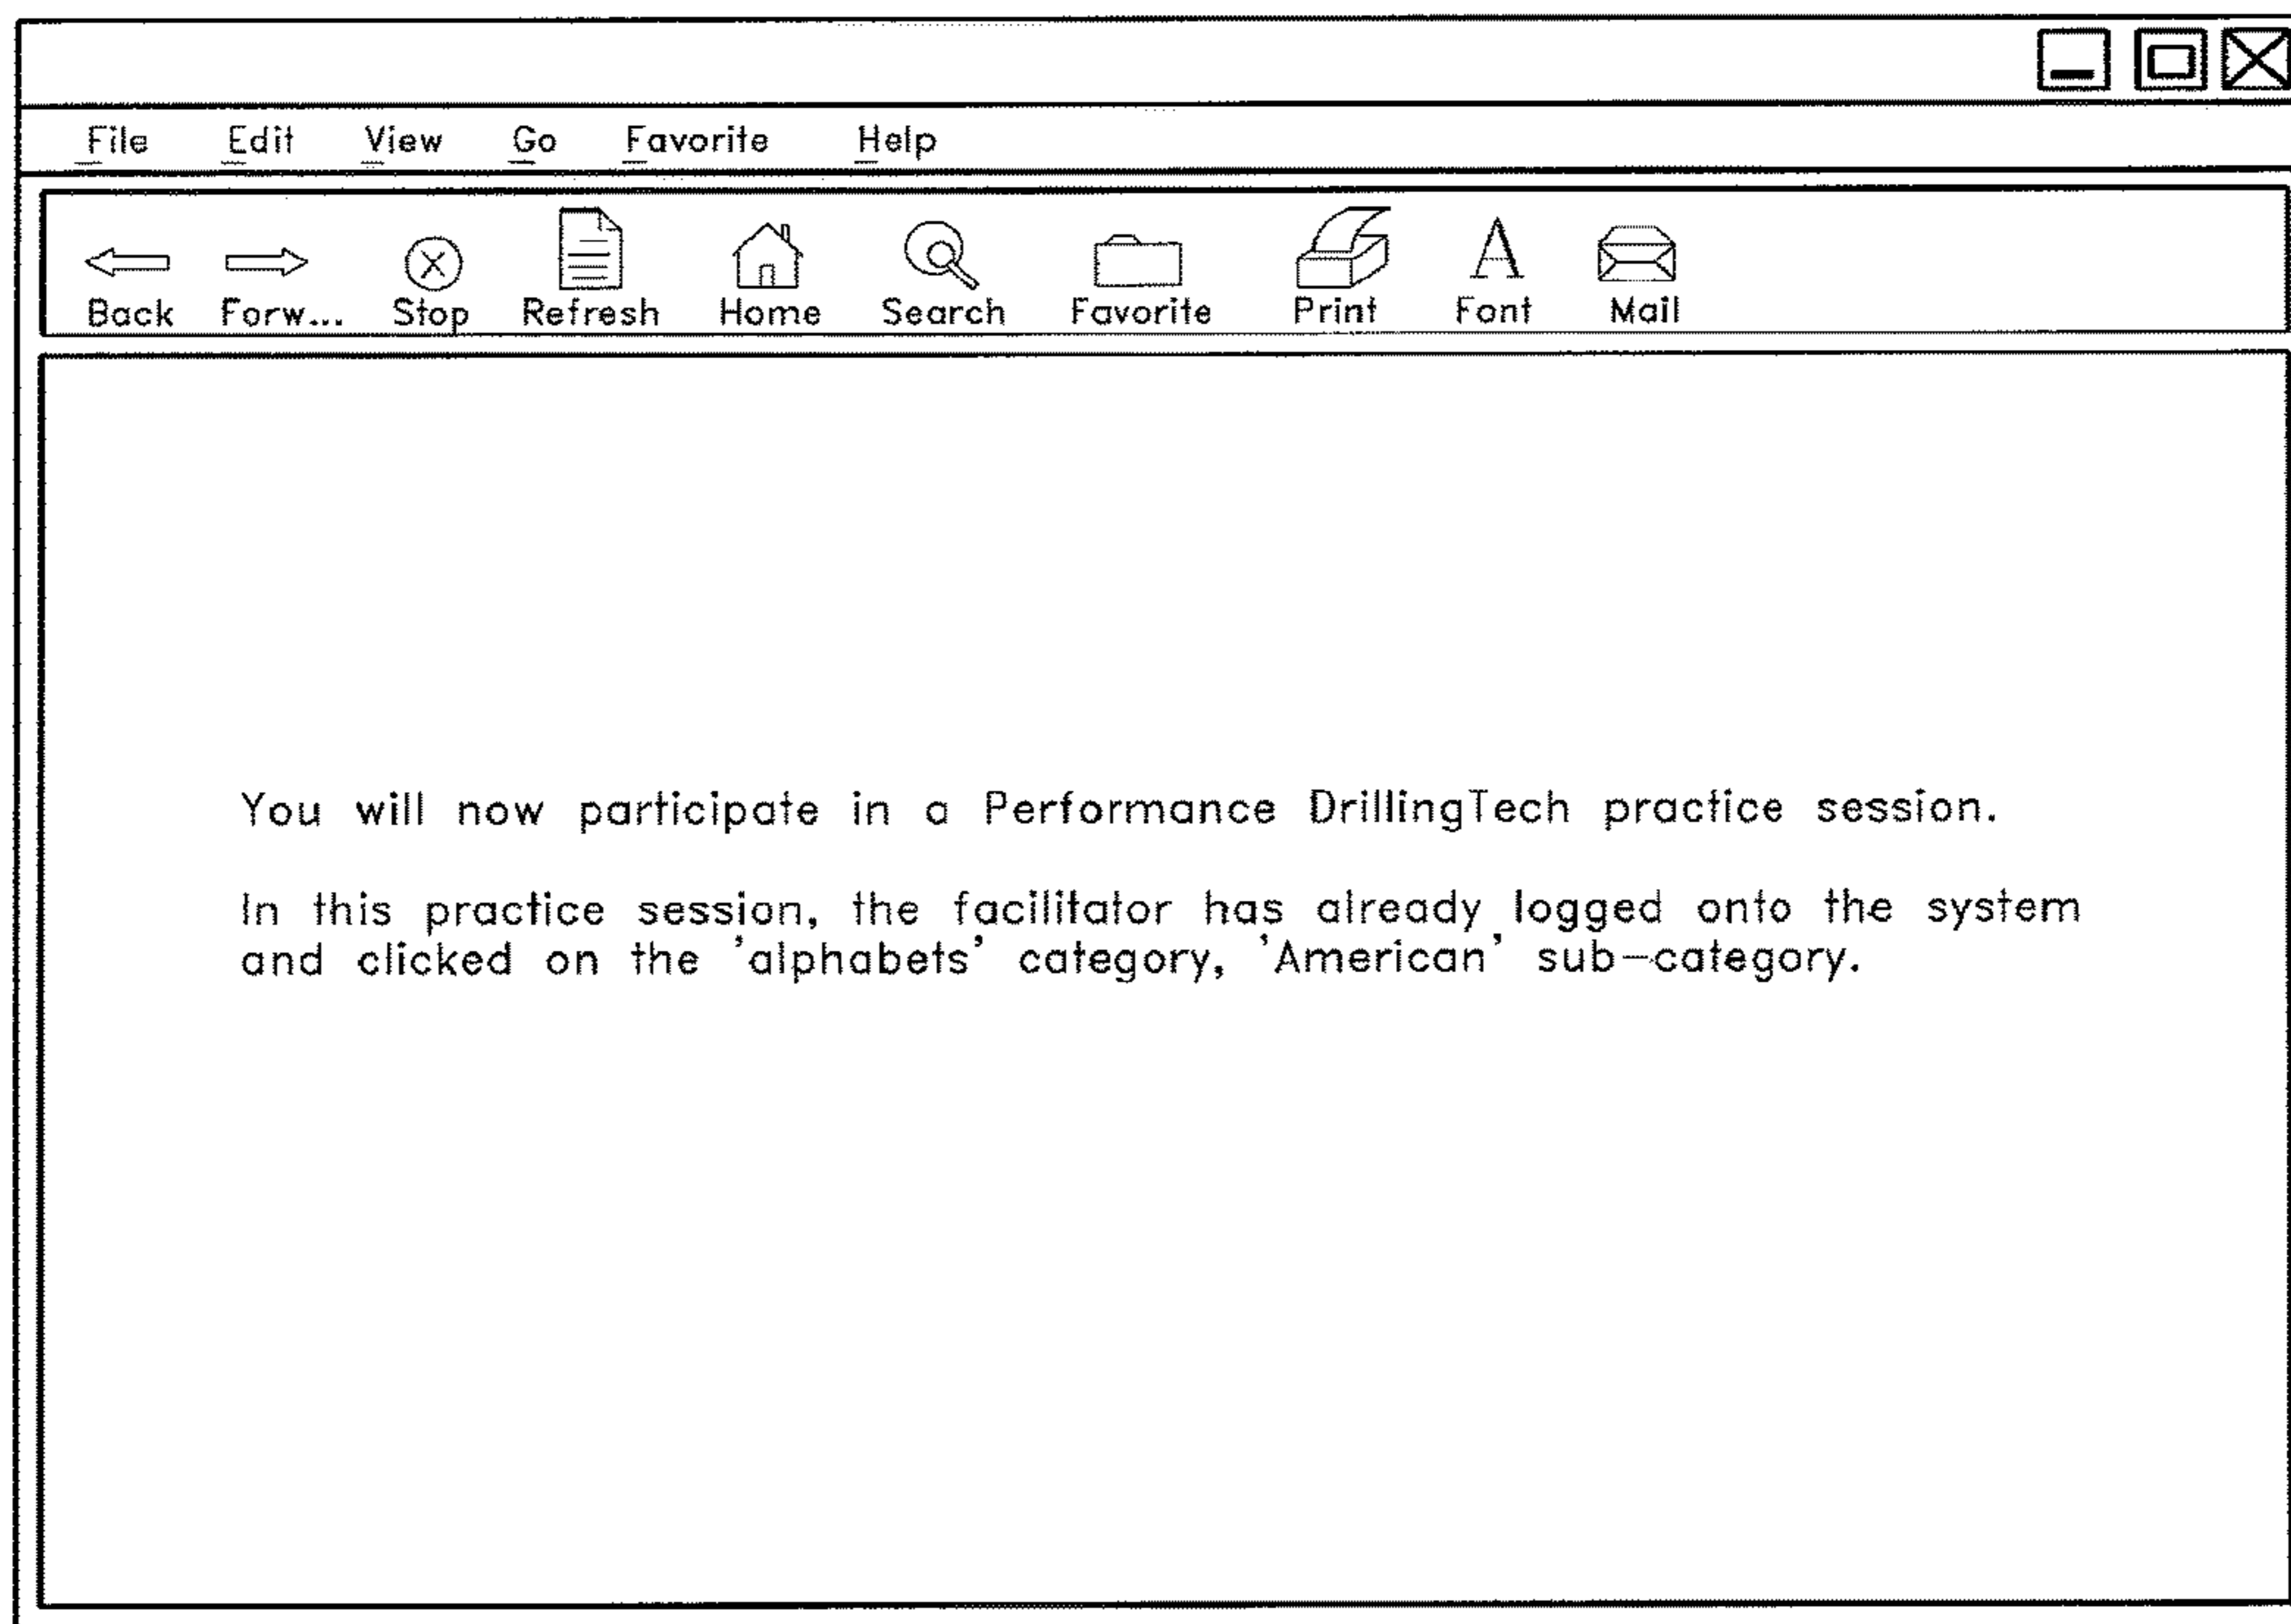 File Edit View Go Favorite Help
Back Forw... Stop Refresh Home Search Favorite Print Font Mail
You will now participate in a Performance DrillingTech practice session.
In this practice session, the facilitator has already logged onto the system
and clicked on the 'alphabets' category, 'American' sub-category.